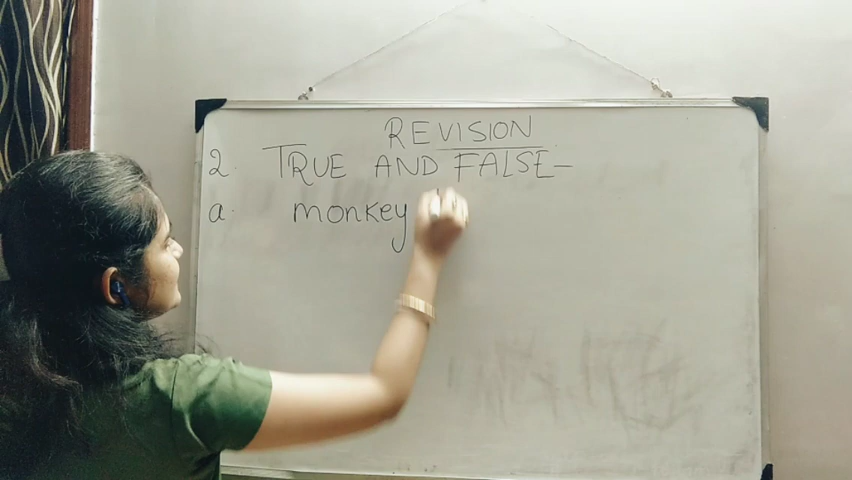 REVISION
2. TRUE AND FALSE-
a. monkey